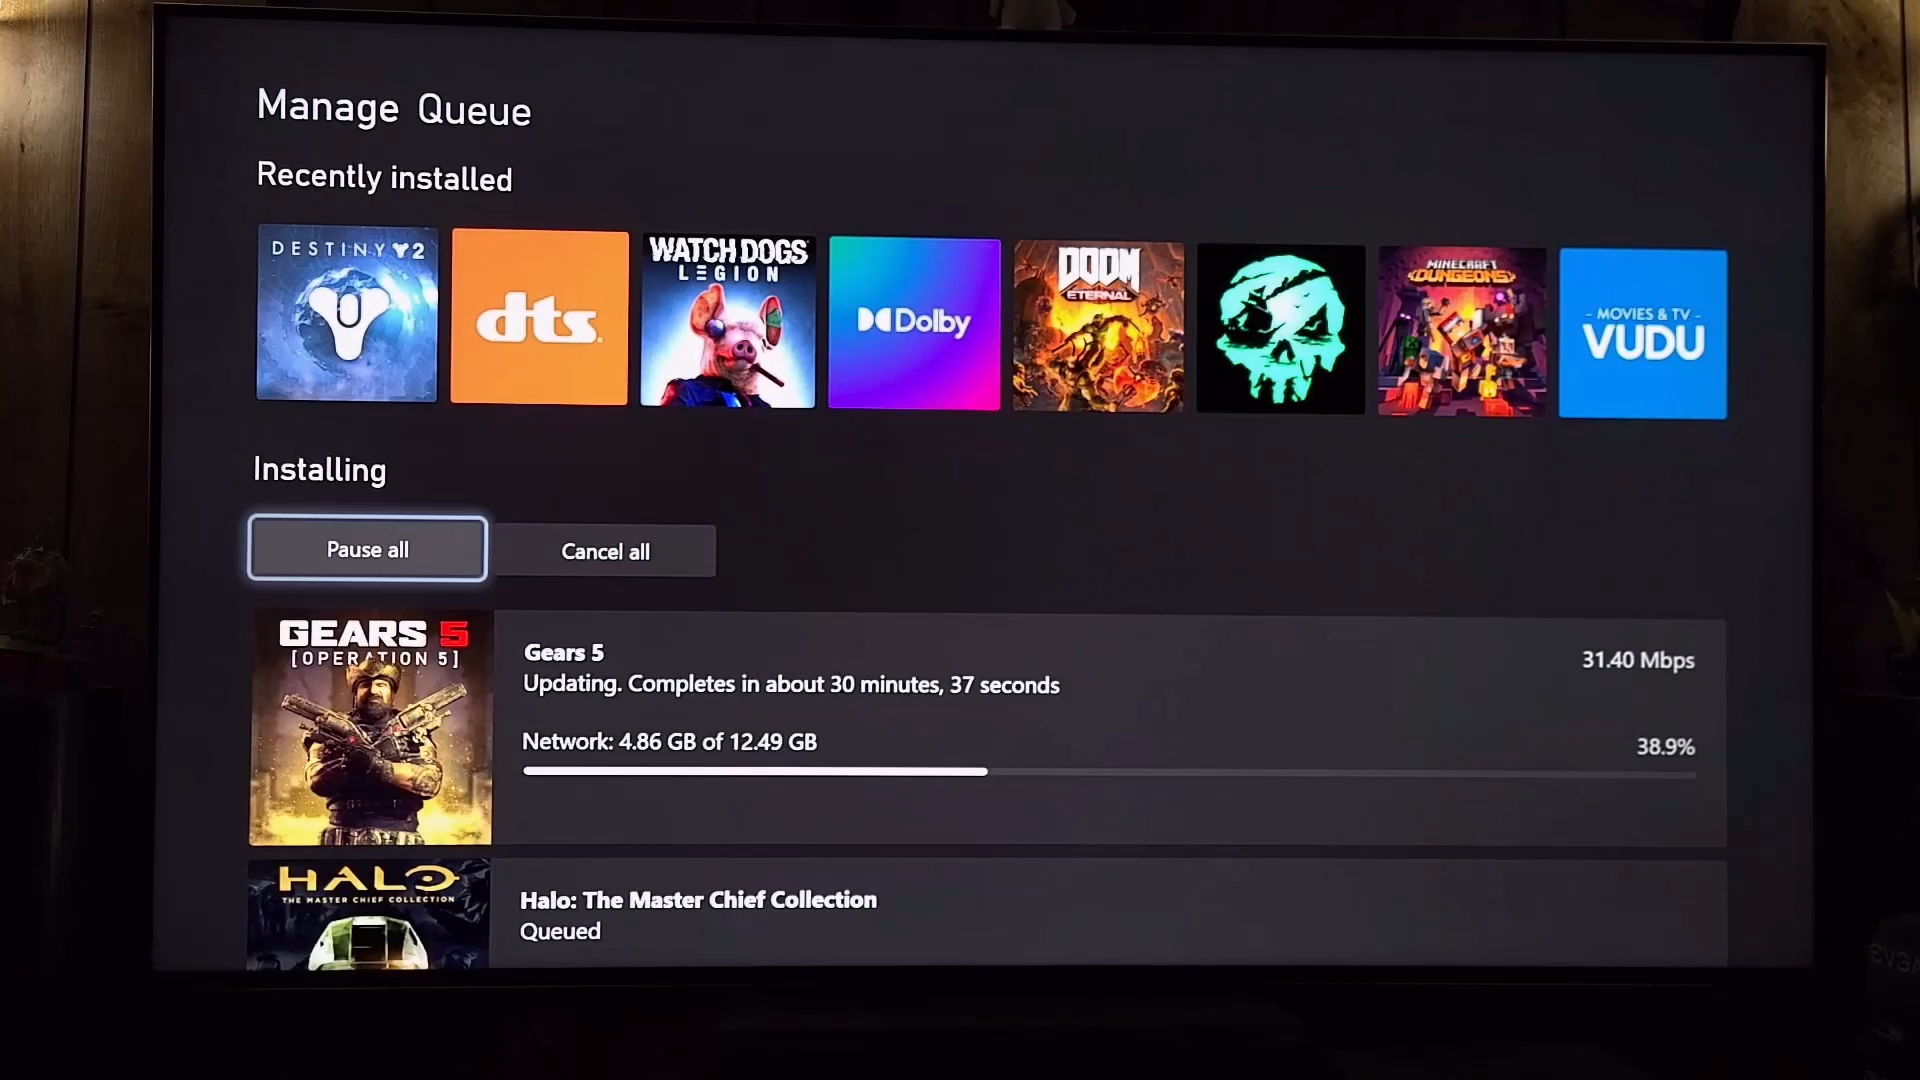 Manage Queue
Recently installed
DESTINY 2
dts
WATCH DOGS
LEGION
Dolby
DOOM
ETERNAL
MINECRAFT
DUNGEONS
- MOVIES & TV -
VUDU
Installing
Pause all
Cancel all
GEARS 5
[OPERATION 5]
Gears 5
31.40 Mbps
Updating. Completes in about 30 minutes, 37 seconds
Network: 4.86 GB of 12.49 GB
38.9%
HALO
THE MASTER CHIEF COLLECTION
Halo: The Master Chief Collection
Queued